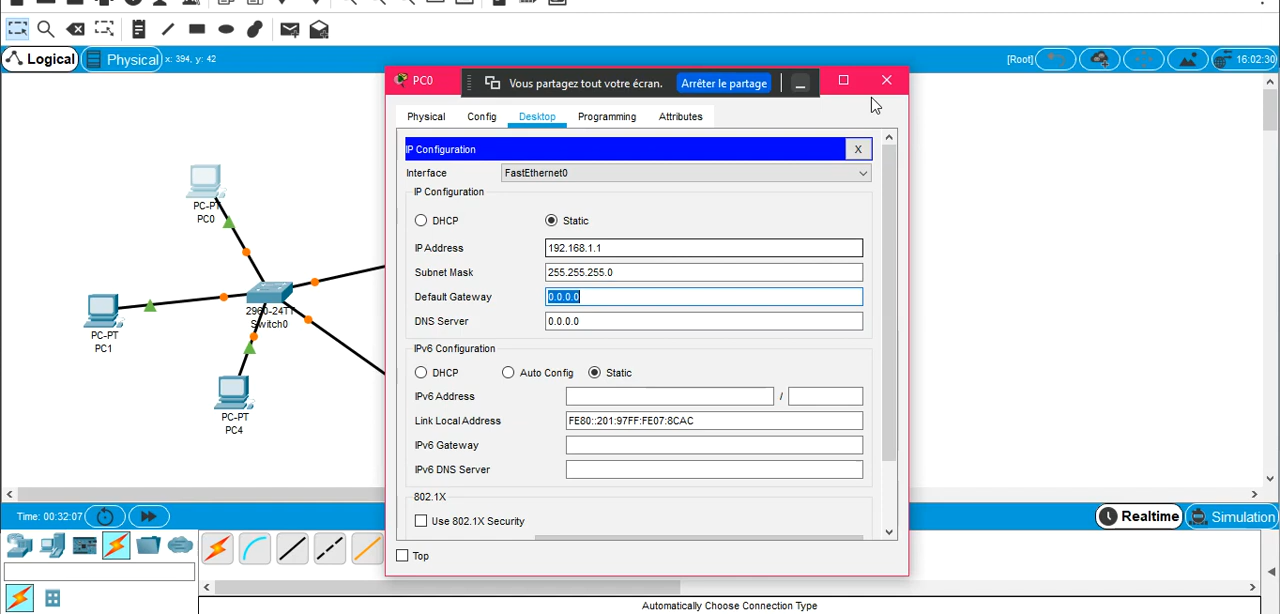 Logical
Physical
x: 394, y: 42
[Root]
16:02:30
PC0
Vous partagez tout votre écran.
Arrêter le partage
Physical
Config
Desktop
Programming
Attributes
IP Configuration
X
Interface
FastEthernet0
IP Configuration
DHCP
Static
IP Address
192.168.1.1
Subnet Mask
255.255.255.0
Default Gateway
0.0.0.0
DNS Server
0.0.0.0
IPv6 Configuration
DHCP
Auto Config
Static
IPv6 Address
/
Link Local Address
FE80::201:97FF:FE07:8CAC
IPv6 Gateway
IPv6 DNS Server
802.1X
Use 802.1X Security
Top
PC-PT
PC0
PC-PT
PC1
2960-24TT
Switch0
PC-PT
PC4
Time: 00:32:07
Realtime
Simulation
Automatically Choose Connection Type